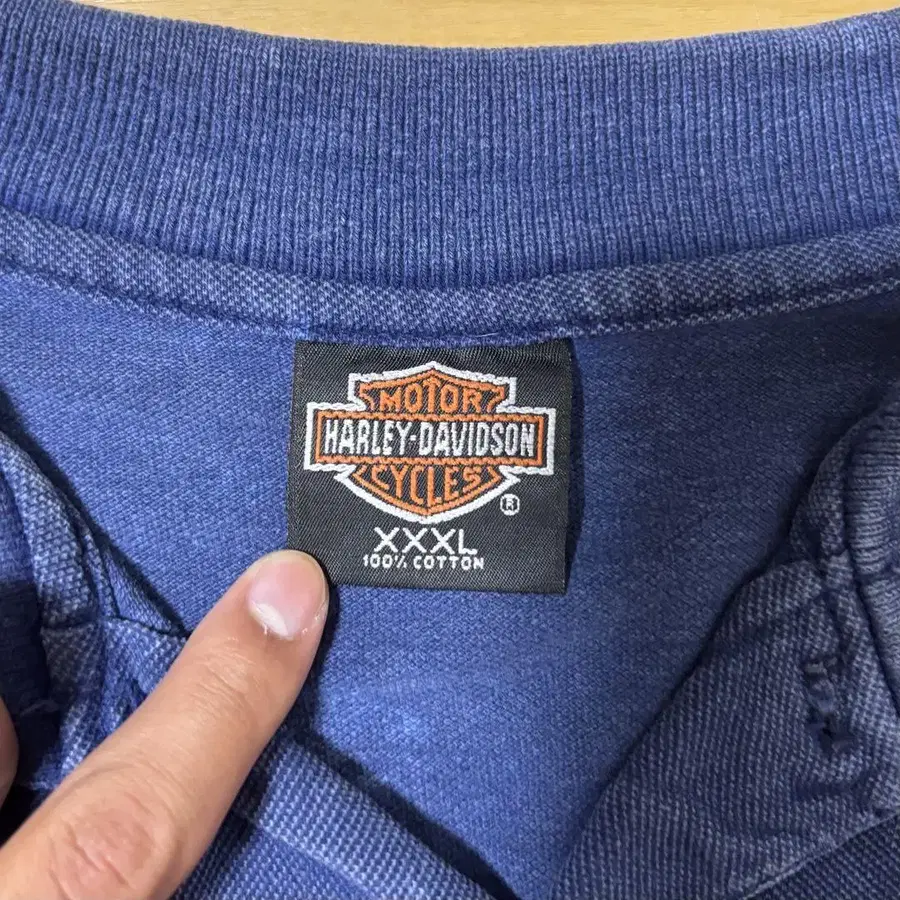 MOTOR
HARLEY-DAVIDSON
CYCLES
®
XXXL
100% COTTON